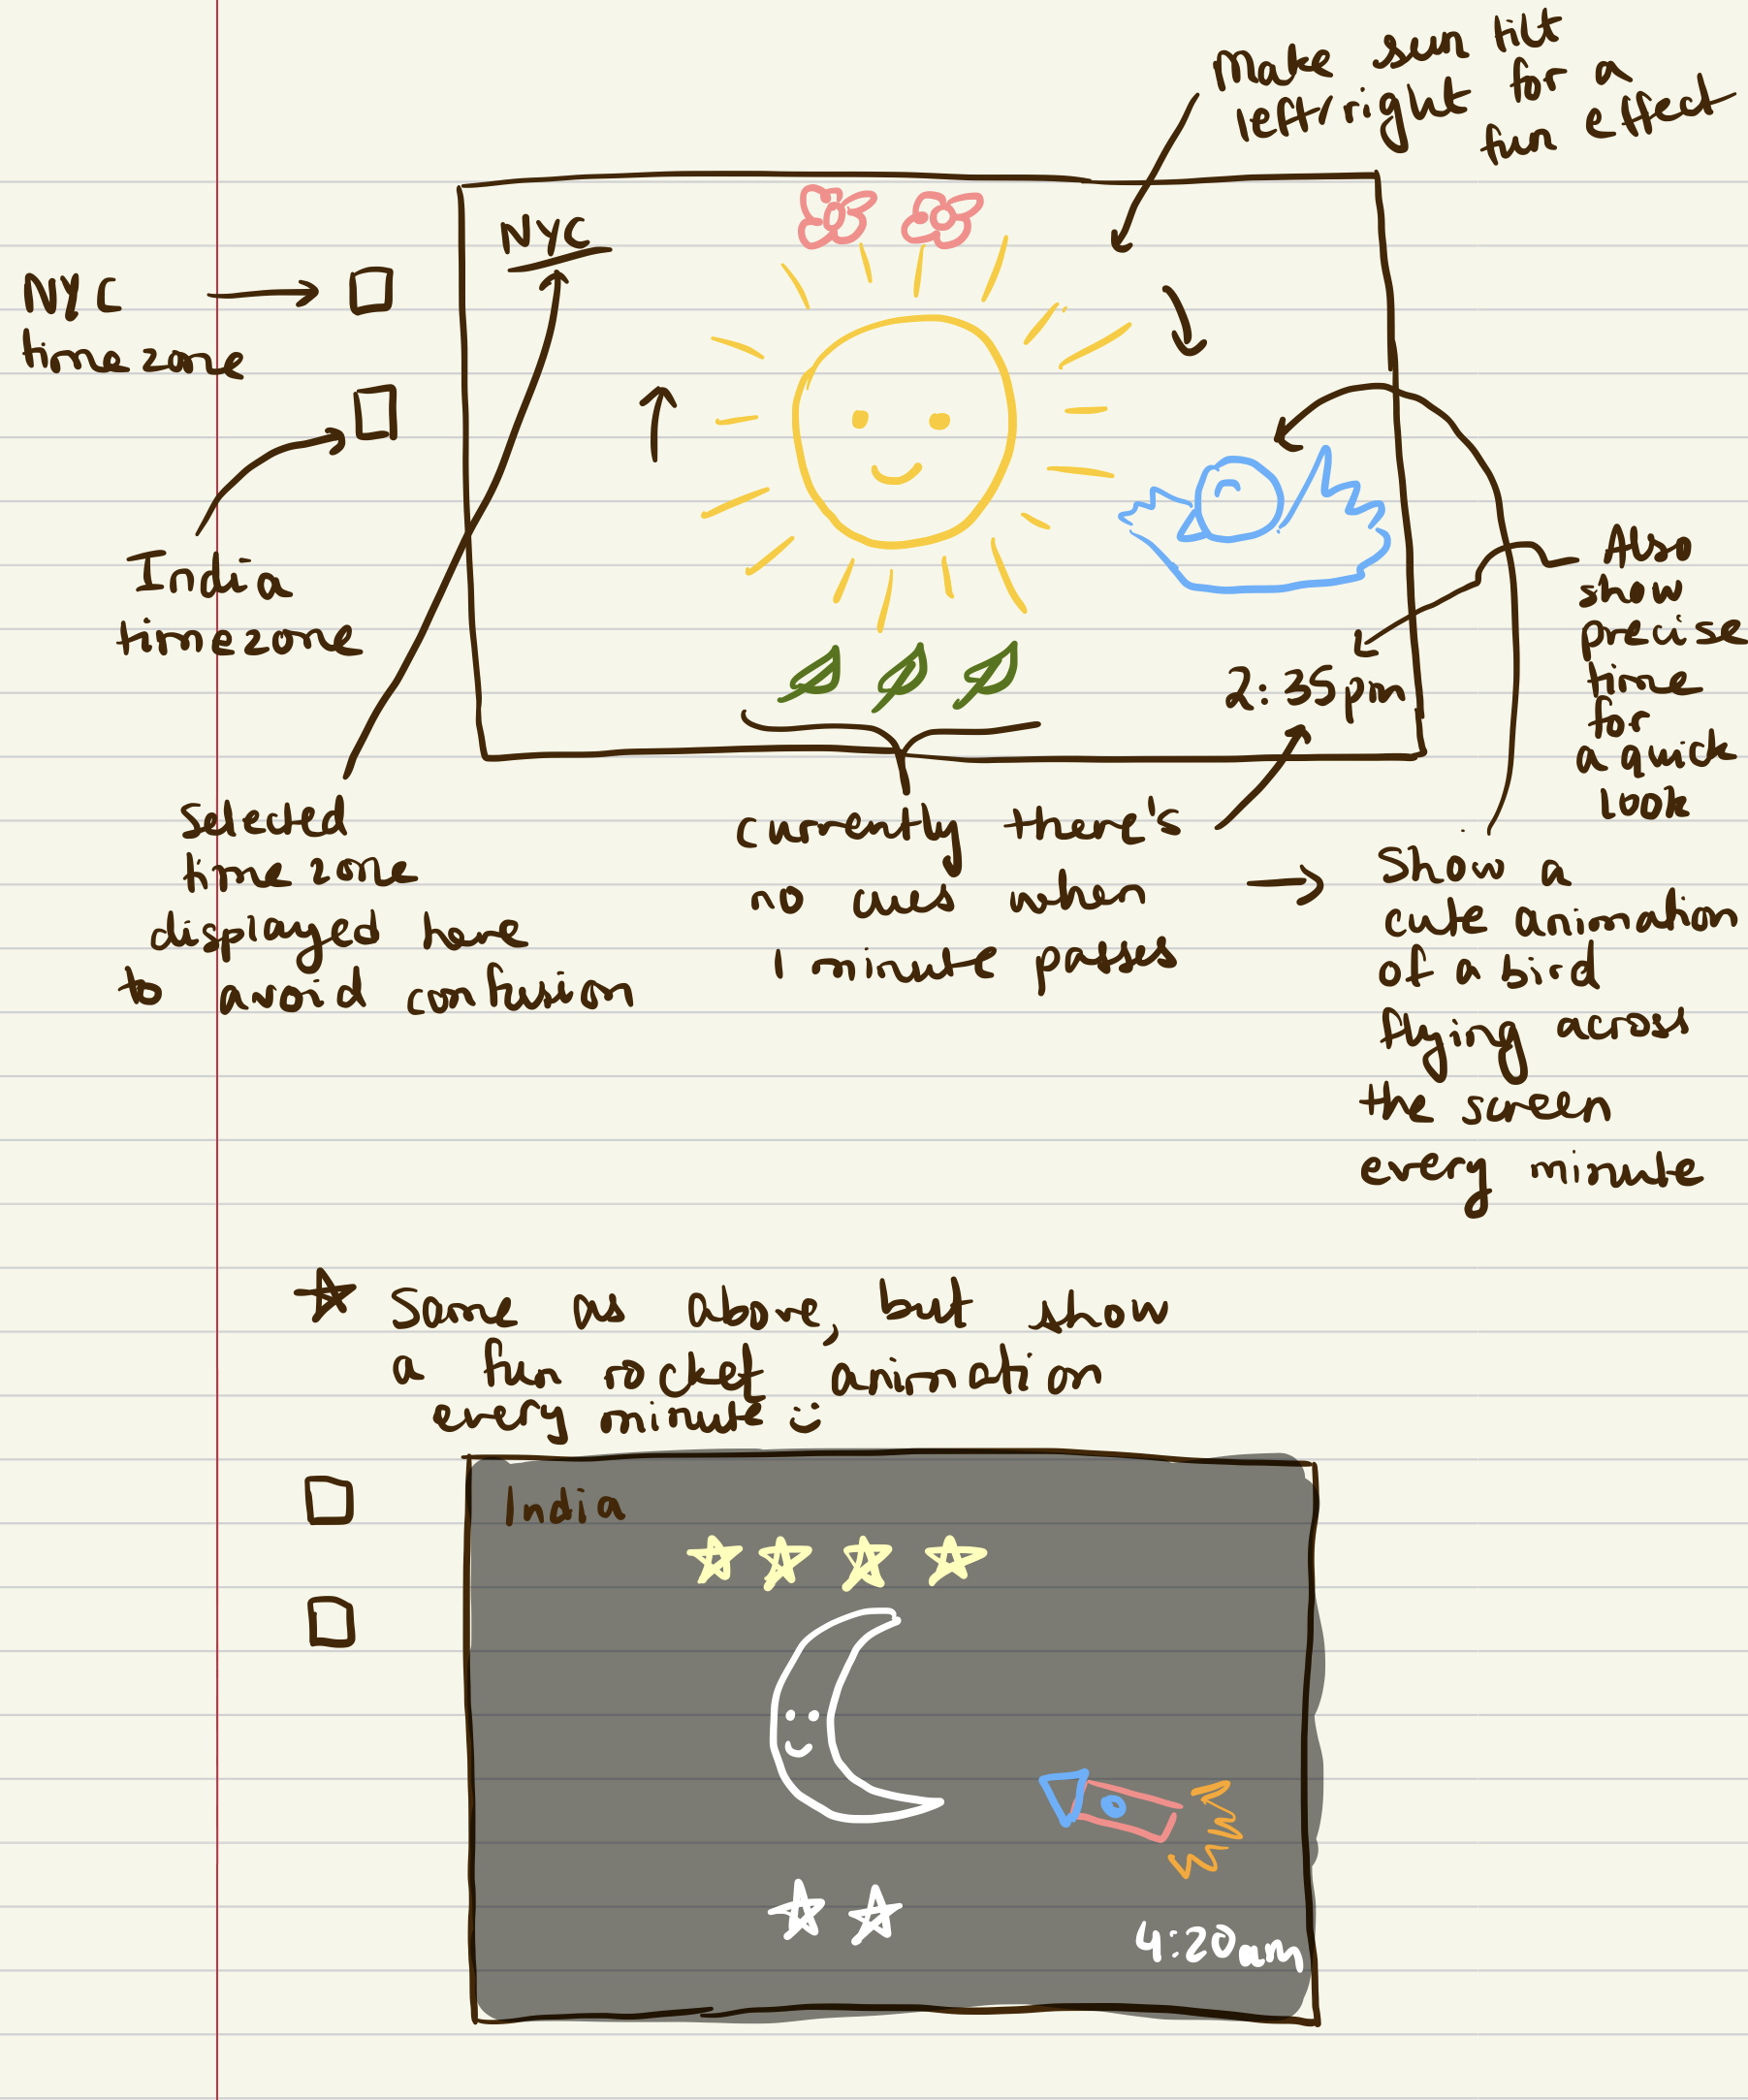 Make sun tilt
left/right for a
fun effect
NYC
NYC
timezone
India
timezone
Also
show
precise
time
for
a quick
look
2:35pm
Selected
time zone
displayed here
to avoid confusion
currently there's
no cues when
1 minute passes
Show a
cute animation
of a bird
flying across
the screen
every minute
Same as above, but show
a fun rocket animation
every minute
India
4:20am